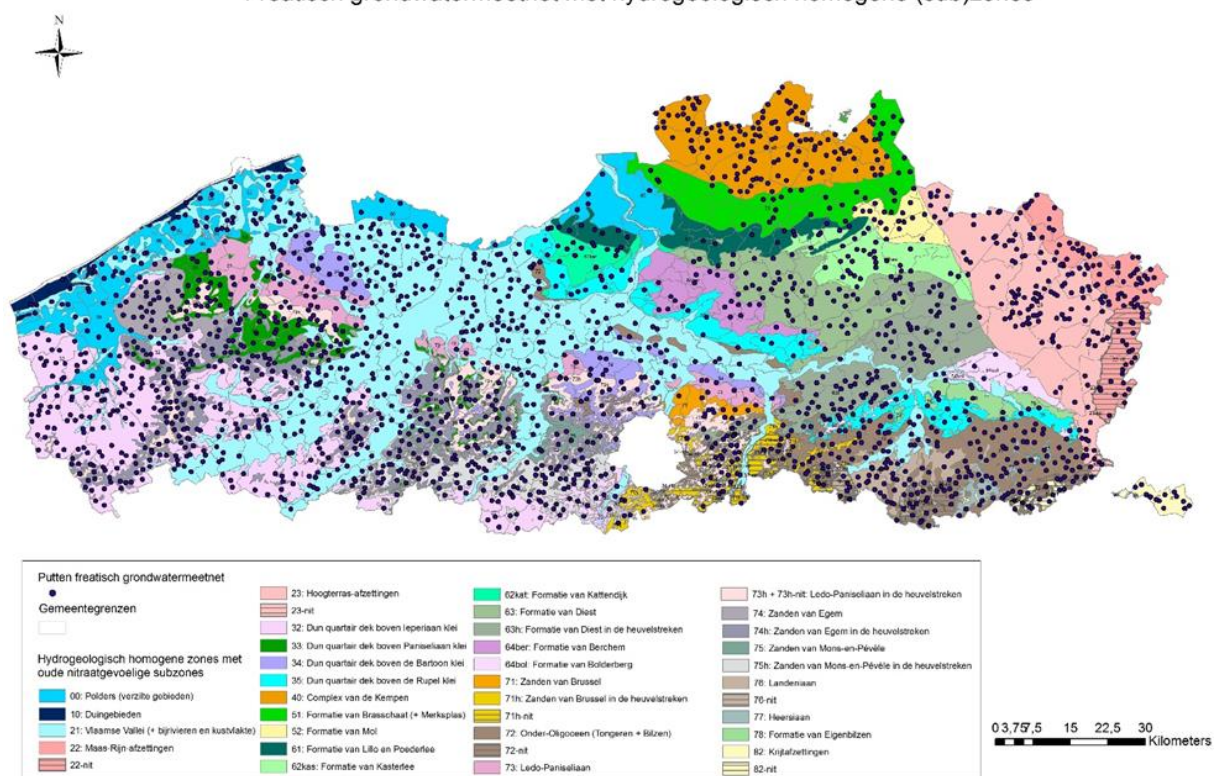 N
Putten freatisch grondwatermeetnet
Gemeentegrenzen
Hydrogeologisch homogene zones met
oude nitraatgevoelige subzones
00: Polders (verzilte gebieden)
10: Duingebieden
21: Vlaamse Vallei (+ bijrivieren en kustvlakte)
22: Maas-Rijn-afzettingen
22-nit
23: Hoogterras-afzettingen
23-nit
32: Dun quartair dek boven Ieperiaan klei
33: Dun quartair dek boven Paniseliaan klei
34: Dun quartair dek boven de Bartoon klei
35: Dun quartair dek boven de Rupel klei
40: Complex van de Kempen
51: Formatie van Brasschaat (+ Merksplas)
52: Formatie van Mol
61: Formatie van Lillo en Poederlee
62kas: Formatie van Kasterlee
62kat: Formatie van Kattendijk
63: Formatie van Diest
63h: Formatie van Diest in de heuvelstreken
64ber: Formatie van Berchem
64bol: Formatie van Bolderberg
71: Zanden van Brussel
71h: Zanden van Brussel in de heuvelstreken
71h-nit
72: Onder-Oligoceen (Tongeren + Bilzen)
72-nit
73: Ledo-Paniseliaan
73h + 73h-nit: Ledo-Paniseliaan in de heuvelstreken
74: Zanden van Egem
74h: Zanden van Egem in de heuvelstreken
75: Zanden van Mons-en-Pévèle
75h: Zanden van Mons-en-Pévèle in de heuvelstreken
76: Landeniaan
76-nit
77: Heersiaan
78: Formatie van Eigenbilzen
82: Krijtafzettingen
82-nit
0 3,75 7,5 15 22,5 30
Kilometers